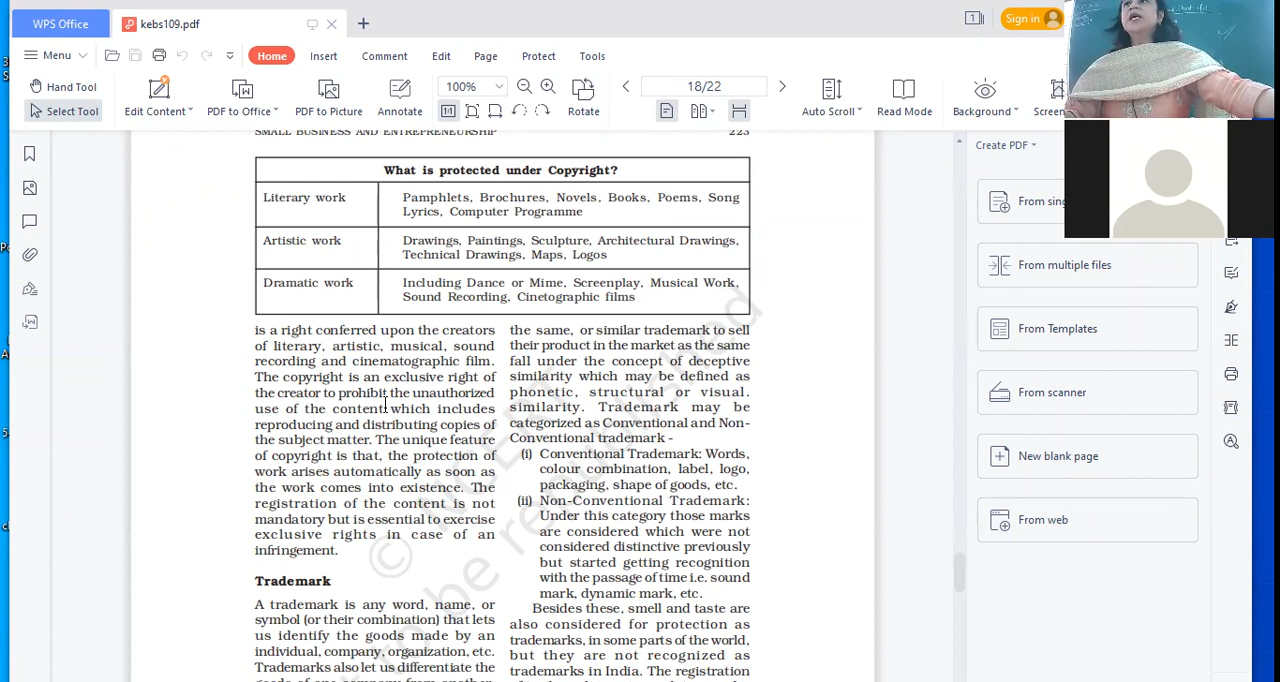 WPS Office
kebs109.pdf
1
Sign in
Menu
Home
Insert
Comment
Edit
Page
Protect
Tools
Hand Tool
Select Tool
Edit Content
PDF to Office
PDF to Picture
Annotate
100%
Rotate
18/22
Auto Scroll
Read Mode
Background
Screen
SMALL BUSINESS AND ENTREPRENEURSHIP
223
What is protected under Copyright?
Literary work
Pamphlets, Brochures, Novels, Books, Poems, Song
Lyrics, Computer Programme
Artistic work
Drawings, Paintings, Sculpture, Architectural Drawings,
Technical Drawings, Maps, Logos
Dramatic work
Including Dance or Mime, Screenplay, Musical Work,
Sound Recording, Cinetographic films
is a right conferred upon the creators
of literary, artistic, musical, sound
recording and cinematographic film.
The copyright is an exclusive right of
the creator to prohibit the unauthorized
use of the content which includes
reproducing and distributing copies of
the subject matter. The unique feature
of copyright is that, the protection of
work arises automatically as soon as
the work comes into existence. The
registration of the content is not
mandatory but is essential to exercise
exclusive rights in case of an
infringement.
Trademark
A trademark is any word, name, or
symbol (or their combination) that lets
us identify the goods made by an
individual, company, organization, etc.
Trademarks also let us differentiate the
goods of one company from another.
the same, or similar trademark to sell
their product in the market as the same
fall under the concept of deceptive
similarity which may be defined as
phonetic, structural or visual.
similarity. Trademark may be
categorized as Conventional and Non-
Conventional trademark -
(i) Conventional Trademark: Words,
colour combination, label, logo,
packaging, shape of goods, etc.
(ii) Non-Conventional Trademark:
Under this category those marks
are considered which were not
considered distinctive previously
but started getting recognition
with the passage of time i.e. sound
mark, dynamic mark, etc.
Besides these, smell and taste are
also considered for protection as
trademarks, in some parts of the world,
but they are not recognized as
trademarks in India. The registration
© NCERT
not to be republished
Create PDF
From sin
From multiple files
From Templates
From scanner
New blank page
From web